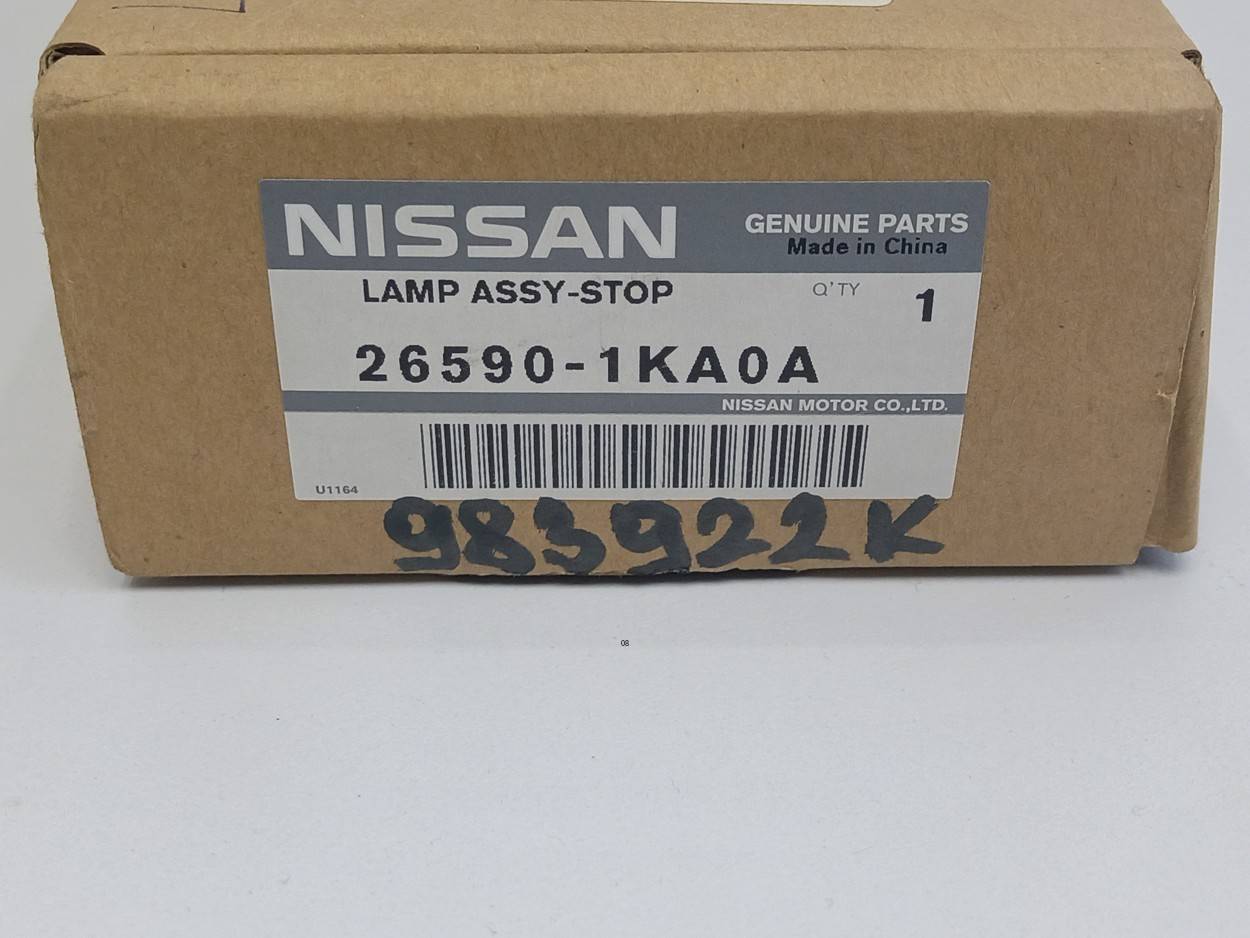 NISSAN GENUINE PARTS
Made in China
LAMP ASSY-STOP Q'TY 1
26590-1KA0A
NISSAN MOTOR CO.,LTD.
U1164
983922K
08